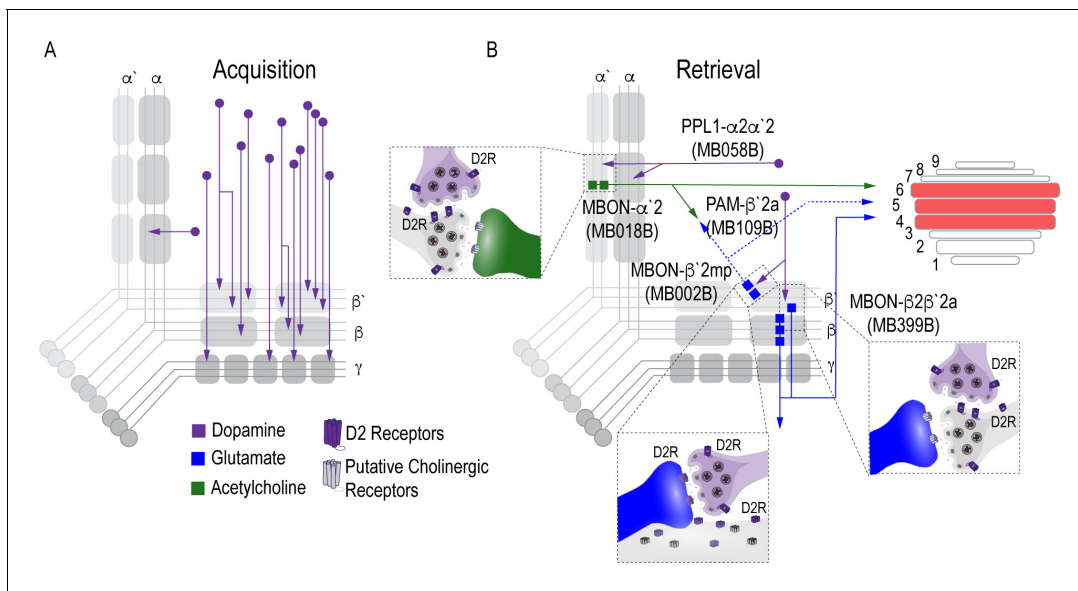 A
Acquisition
α` α
β`
β
γ
Dopamine
Glutamate
Acetylcholine
D2 Receptors
Putative Cholinergic
Receptors
B
Retrieval
α` α
PPL1-α2α`2
(MB058B)
D2R
D2R
MBON-α`2
(MB018B)
PAM-β`2a
(MB109B)
MBON-β`2mp
(MB002B)
β`
β
γ
MBON-β2β`2a
(MB399B)
9
8
7
6
5
4
3
2
1
D2R
D2R
D2R
D2R
D2R